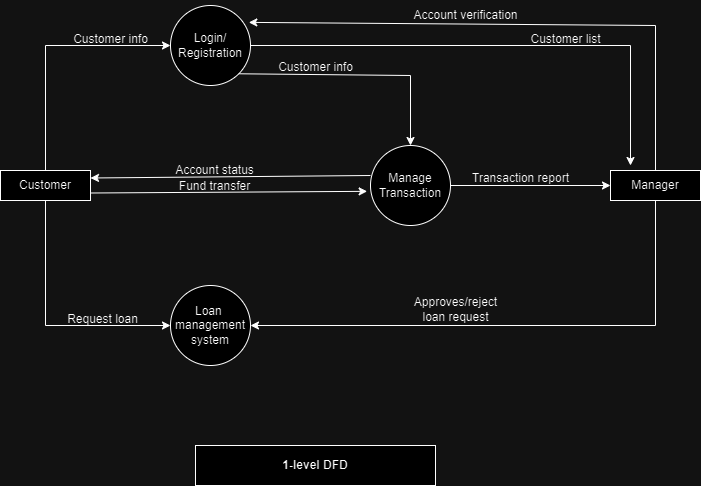 Account verification
Customer info
Login/
Registration
Customer list
Customer info
Account status
Fund transfer
Customer
Manage
Transaction
Transaction report
Manager
Request loan
Loan
management
system
Approves/reject
loan request
1-level DFD